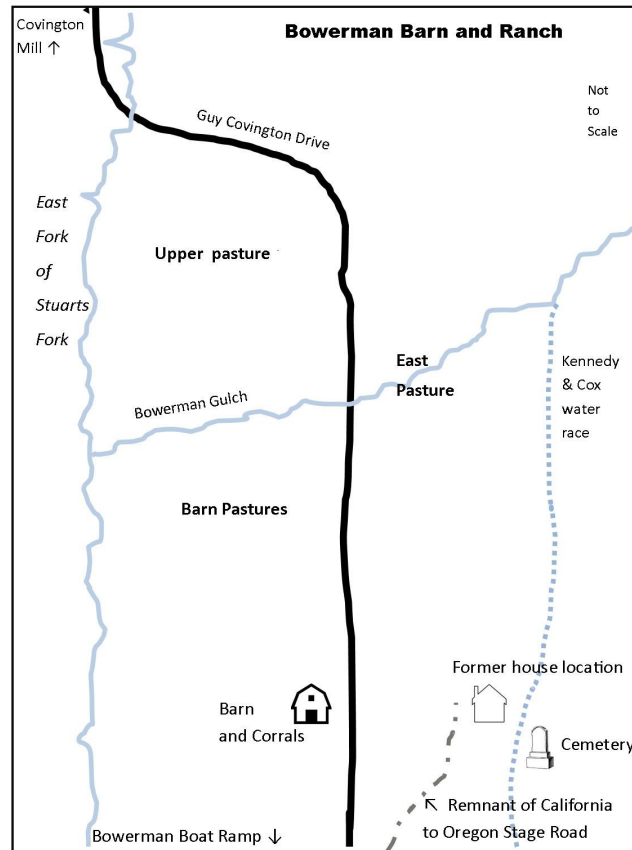 Covington
Mill ↑
Bowerman Barn and Ranch
Not
to
Scale
Guy Covington Drive
East
Fork
of
Stuarts
Fork
Upper pasture
East
Pasture
Kennedy
& Cox
water
race
Bowerman Gulch
Barn Pastures
Former house location
Barn
and Corrals
Cemetery
↖ Remnant of California
to Oregon Stage Road
Bowerman Boat Ramp ↓